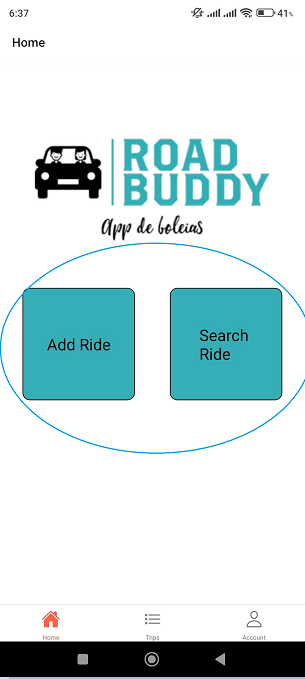 6:37
41%
Home
ROAD
BUDDY
App de boleias
Add Ride
Search
Ride
Home
Trips
Account